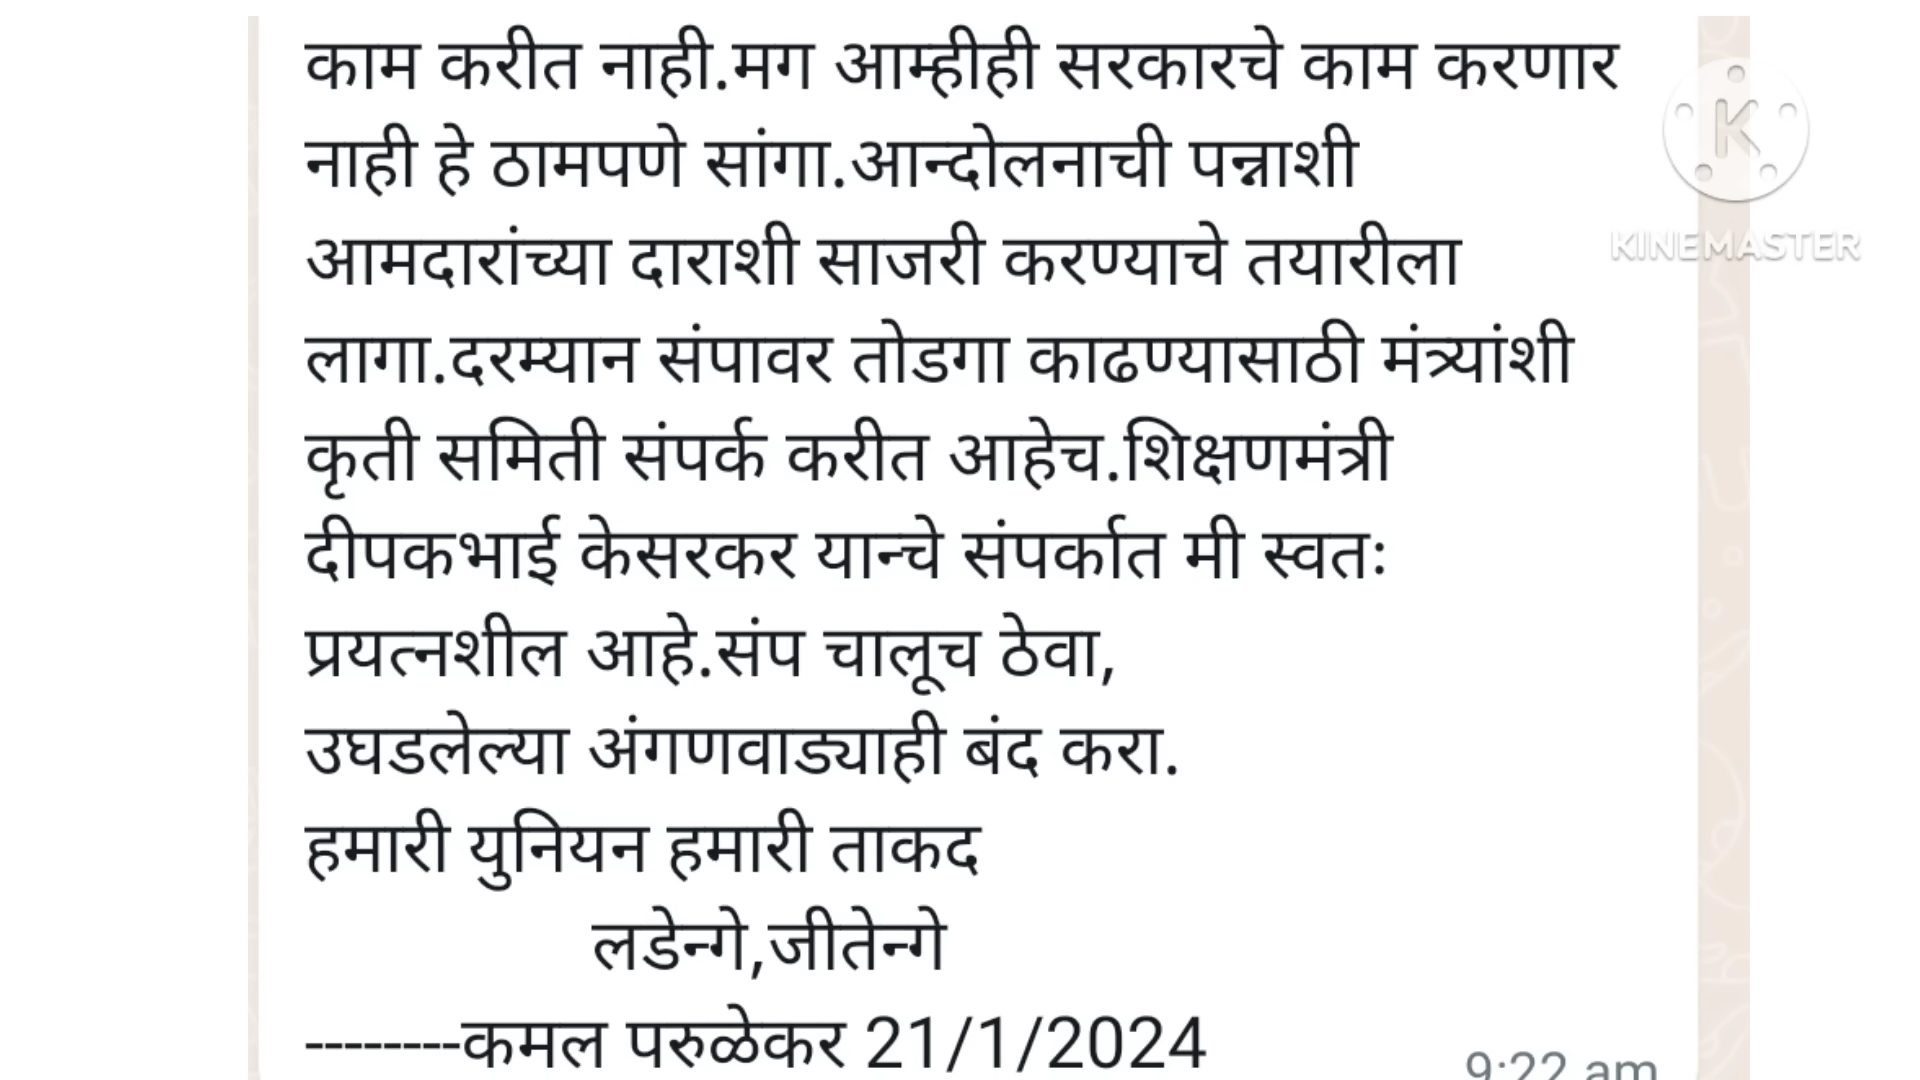 काम करीत नाही.मग आम्हीही सरकारचे काम करणार
नाही हे ठामपणे सांगा.आन्दोलनाची पन्नाशी
आमदारांच्या दाराशी साजरी करण्याचे तयारीला
लागा.दरम्यान संपावर तोडगा काढण्यासाठी मंत्र्यांशी
कृती समिती संपर्क करीत आहेच.शिक्षणमंत्री
दीपकभाई केसरकर यान्चे संपर्कात मी स्वतः
प्रयत्नशील आहे.संप चालूच ठेवा,
उघडलेल्या अंगणवाड्याही बंद करा.
हमारी युनियन हमारी ताकद
लडेन्गे,जीतेन्गे
--------कमल परुळेकर 21/1/2024
9:22 am
K
KINEMASTER